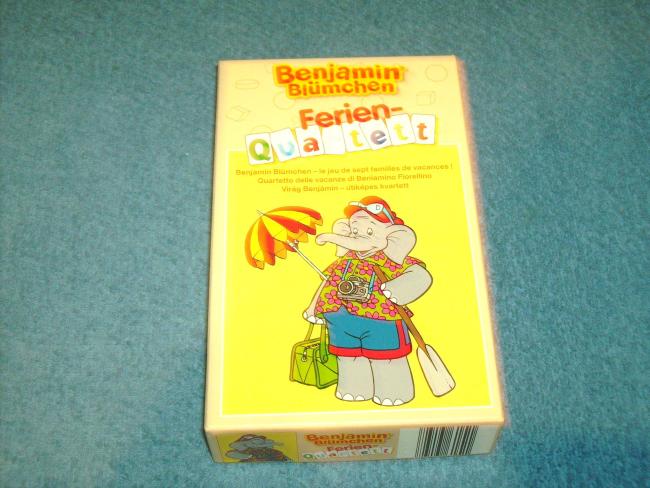 Benjamin
Blümchen
Ferien-
Quartett
Benjamin Blümchen – le jeu de sept familles de vacances !
Quartetto delle vacanze di Beniamino Fiorellino
Virág Benjámin – útiképes kvartett
Benjamin
Blümchen
Ferien-
Quartett